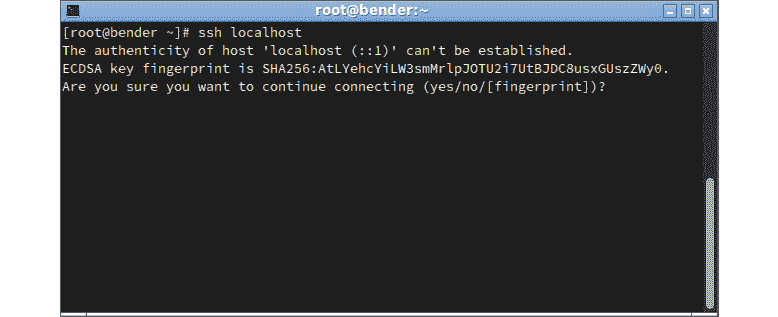 root@bender:~
[root@bender ~]# ssh localhost
The authenticity of host 'localhost (::1)' can't be established.
ECDSA key fingerprint is SHA256:AtLYehcYiLW3smMrlpJOTU2i7UtBJDC8usxGUszZWy0.
Are you sure you want to continue connecting (yes/no/[fingerprint])?